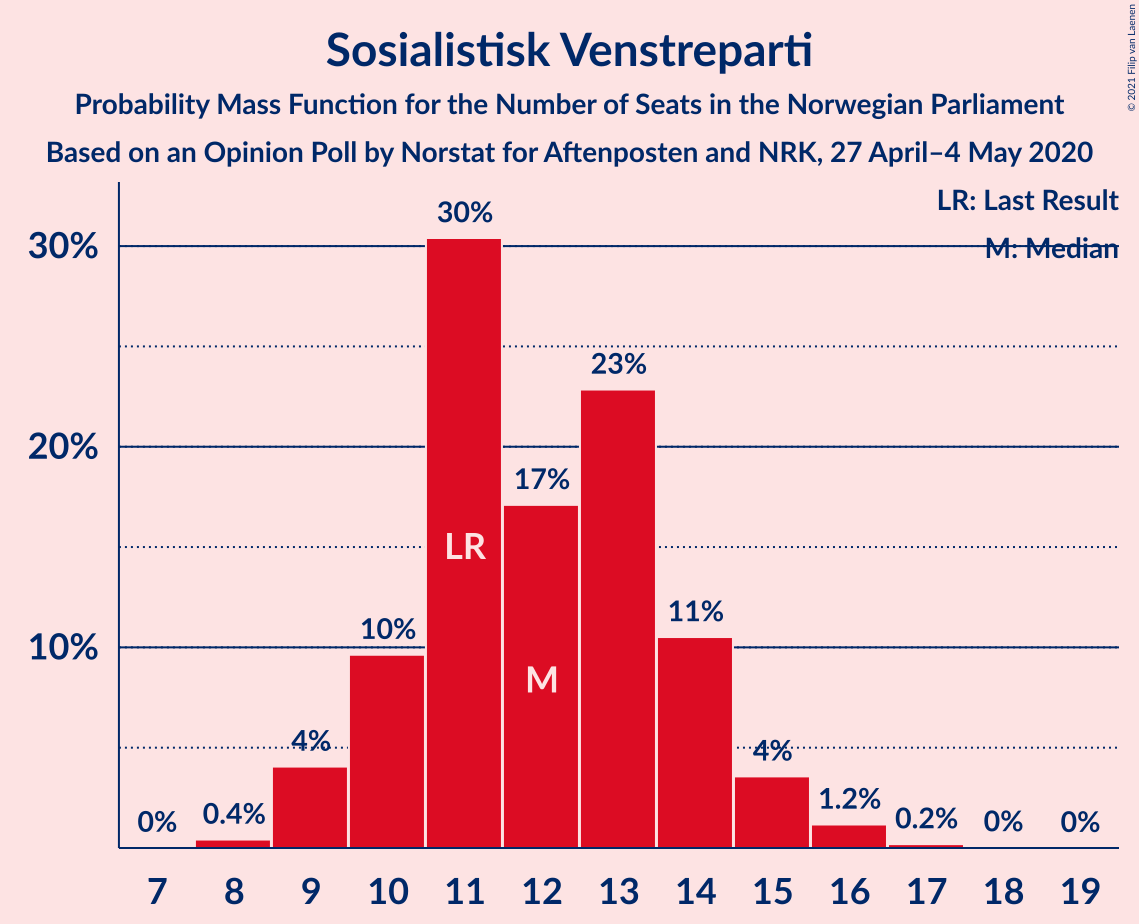 Sosialistisk Venstreparti
Probability Mass Function for the Number of Seats in the Norwegian Parliament
Based on an Opinion Poll by Norstat for Aftenposten and NRK, 27 April–4 May 2020
© 2021 Filip van Laenen
LR: Last Result
M: Median
30%
20%
10%
0%
0.4%
4%
10%
30%
17%
23%
11%
4%
1.2%
0.2%
0%
0%
LR
M
7 8 9 10 11 12 13 14 15 16 17 18 19